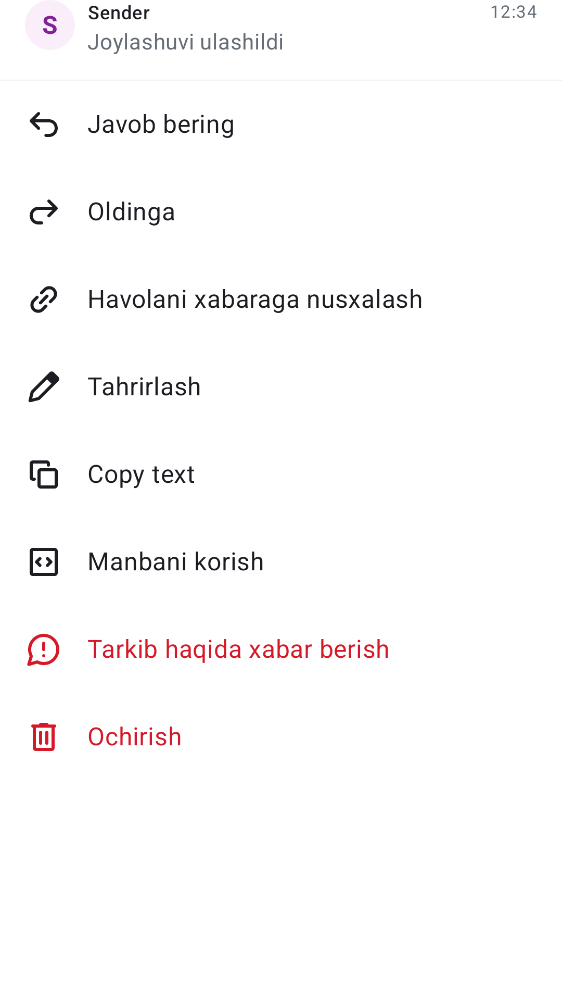 S
Sender
12:34
Joylashuvi ulashildi
Javob bering
Oldinga
Havolani xabaraga nusxalash
Tahrirlash
Copy text
Manbani korish
Tarkib haqida xabar berish
Ochirish